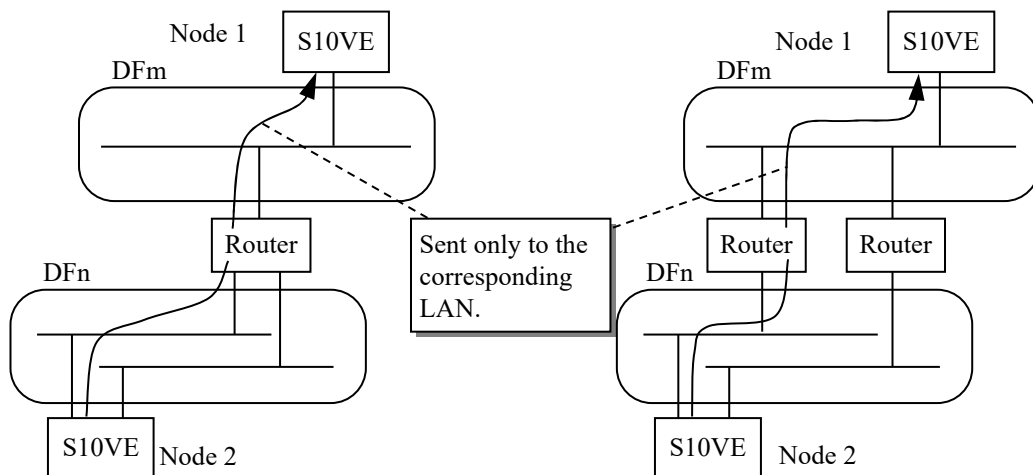 Node 1
S10VE
DFm
Router
DFn
S10VE
Node 2
Sent only to the
corresponding
LAN.
Node 1
S10VE
DFm
Router
Router
DFn
S10VE
Node 2